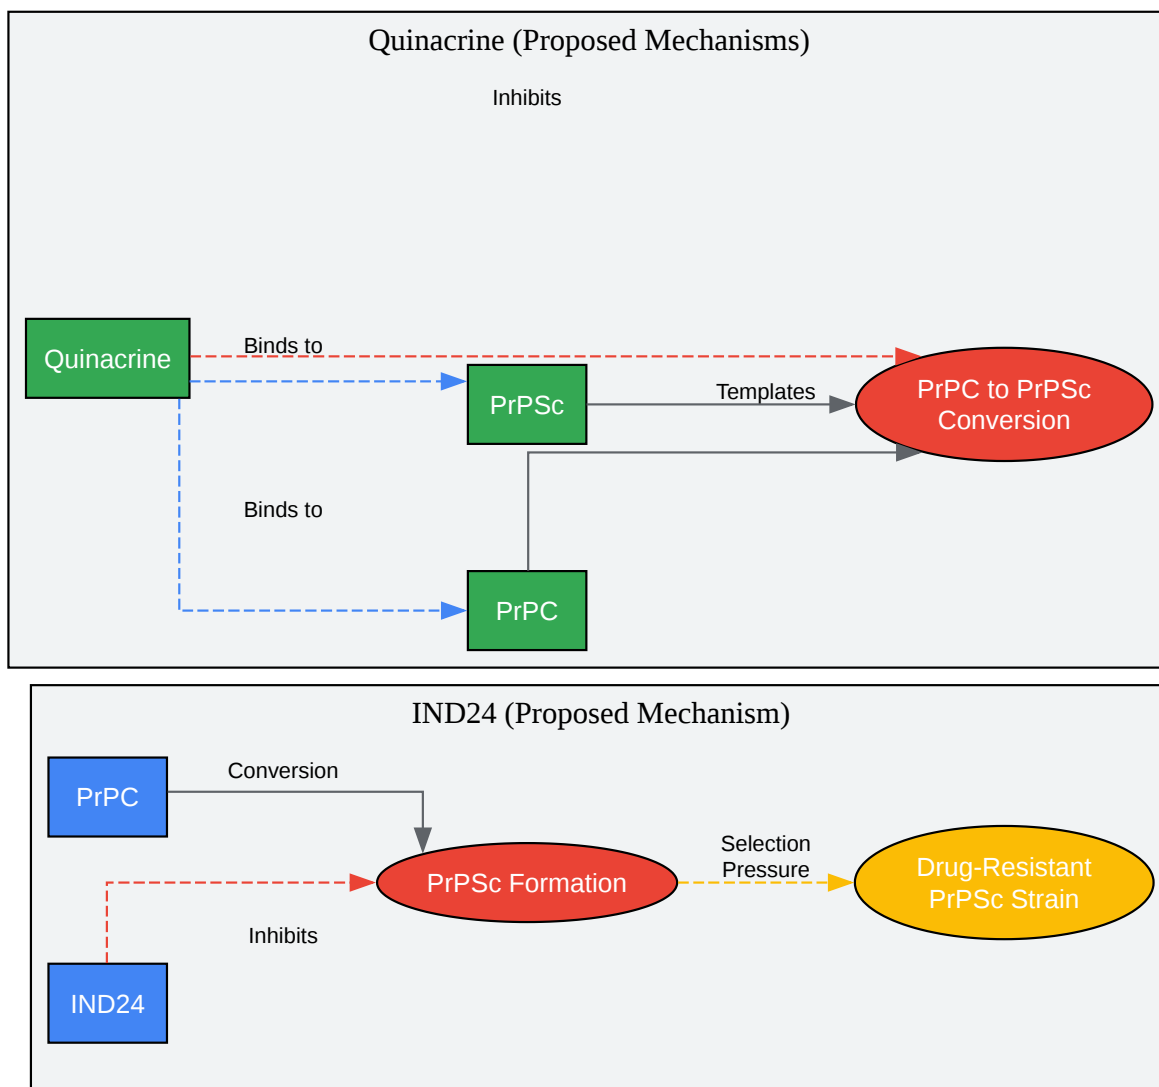 Quinacrine (Proposed Mechanisms)
Inhibits
Quinacrine
Binds to
PrPSc
Templates
PrPC to PrPSc
Conversion
Binds to
PrPC
IND24 (Proposed Mechanism)
PrPC
Conversion
PrPSc Formation
Selection
Pressure
Drug-Resistant
PrPSc Strain
Inhibits
IND24